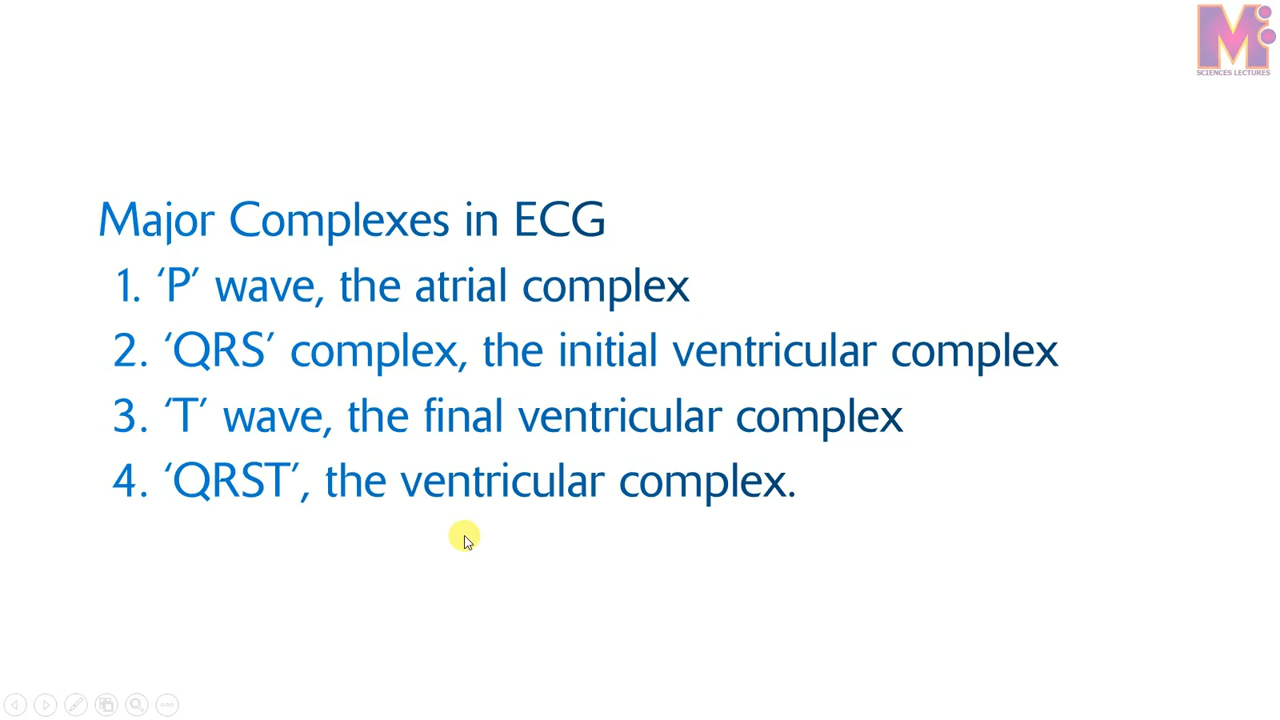 Mi
SCIENCES LECTURES
Major Complexes in ECG
1. ‘P’ wave, the atrial complex
2. ‘QRS’ complex, the initial ventricular complex
3. ‘T’ wave, the final ventricular complex
4. ‘QRST’, the ventricular complex.